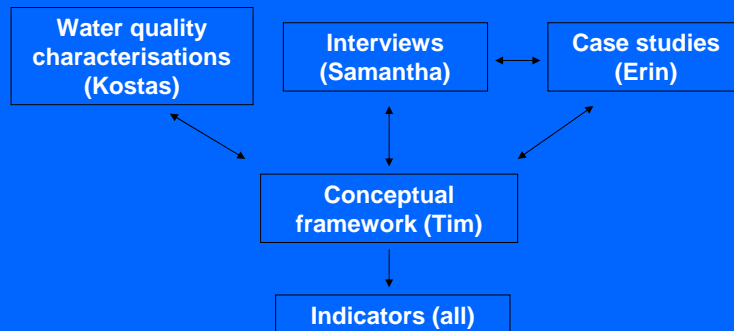 Water quality
characterisations
(Kostas)
Interviews
(Samantha)
Case studies
(Erin)
Conceptual
framework (Tim)
Indicators (all)